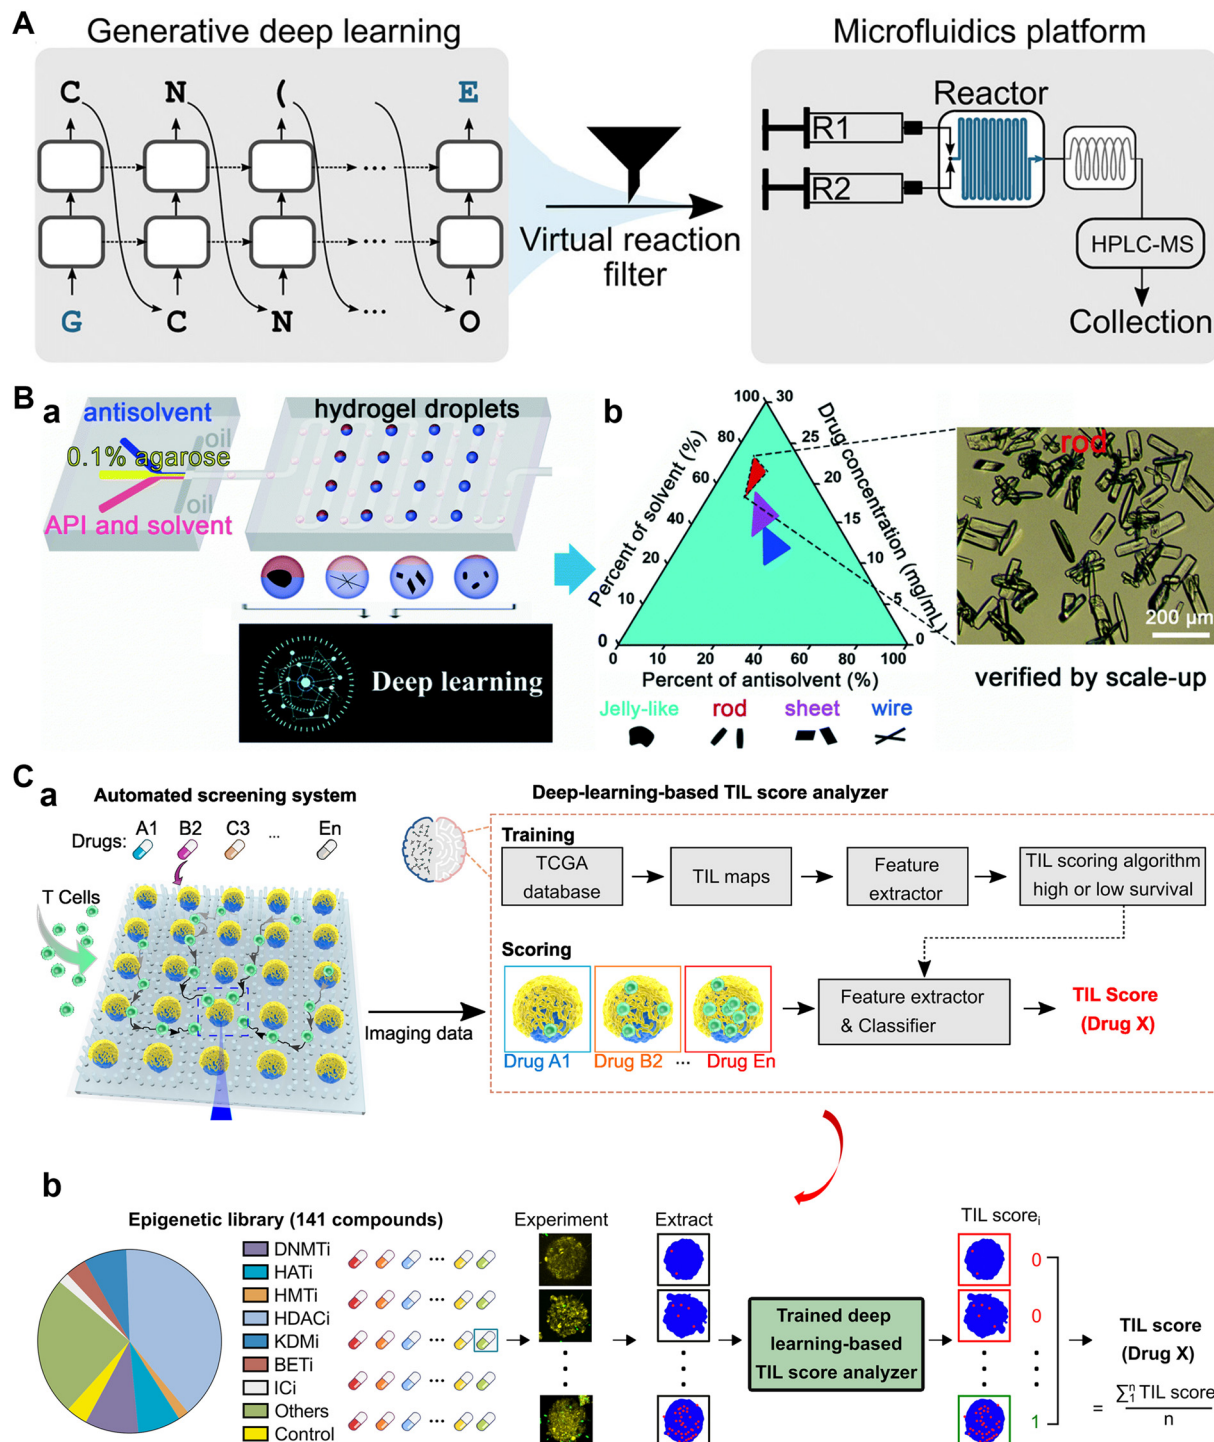 A
Generative deep learning
Microfluidics platform
C N ( ... E
...
...
G C N ... O
Virtual reaction
filter
Reactor
R1
R2
HPLC-MS
Collection
B
a
antisolvent
0.1% agarose
API and solvent
oil
oil
hydrogel droplets
Deep learning
b
100
30
80
25
60
20
40
15
20
10
10
5
0
0
0 10 20 40 60 80 100
Percent of solvent (%)
Drug concentration (mg/mL)
Percent of antisolvent (%)
Jelly-like rod sheet wire
rod
200 μm
verified by scale-up
C
a
Automated screening system
Drugs: A1 B2 C3 ... En
T Cells
Imaging data
Deep-learning-based TIL score analyzer
Training
TCGA
database
TIL maps
Feature
extractor
TIL scoring algorithm
high or low survival
Scoring
Drug A1 Drug B2 ... Drug En
Feature extractor
& Classifier
TIL Score
(Drug X)
b
Epigenetic library (141 compounds)
DNMTi
HATi
HMTi
HDACi
KDMi
BETi
ICi
Others
Control
...
...
...
...
...
Experiment
Extract
Trained deep
learning-based
TIL score analyzer
TIL scoreᵢ
0
0
1
TIL score
(Drug X)
= ∑₁ⁿ TIL score / n